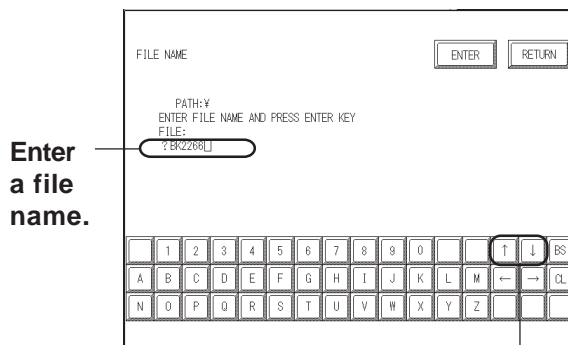 FILE NAME ENTER RETURN
PATH:¥
ENTER FILE NAME AND PRESS ENTER KEY
FILE:
?BK2266
Enter
a file
name.
1 2 3 4 5 6 7 8 9 0 ↑ ↓ BS
A B C D E F G H I J K L M ← → CL
N O P Q R S T U V W X Y Z